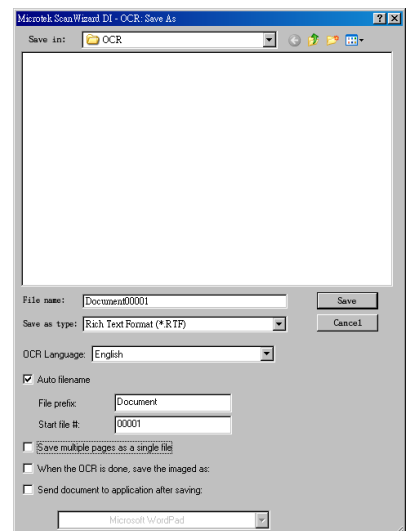 Microtek ScanWizard DI - OCR: Save As
Save in: OCR
File name: Document00001 Save
Save as type: Rich Text Format (*.RTF) Cancel
OCR Language: English
Auto filename
File prefix: Document
Start file #: 00001
Save multiple pages as a single file
When the OCR is done, save the imaged as:
Send document to application after saving:
Microsoft WordPad